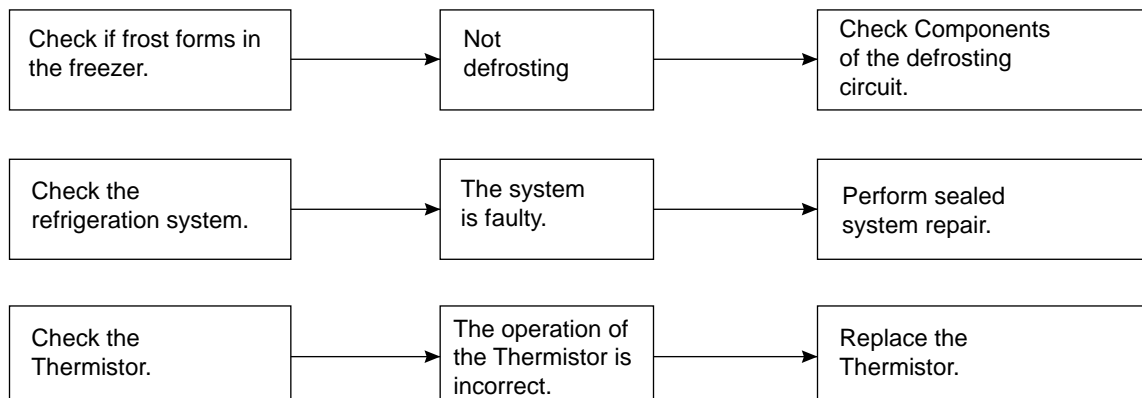 Check if frost forms in
the freezer.
Not
defrosting
Check Components
of the defrosting
circuit.
Check the
refrigeration system.
The system
is faulty.
Perform sealed
system repair.
Check the
Thermistor.
The operation of
the Thermistor is
incorrect.
Replace the
Thermistor.